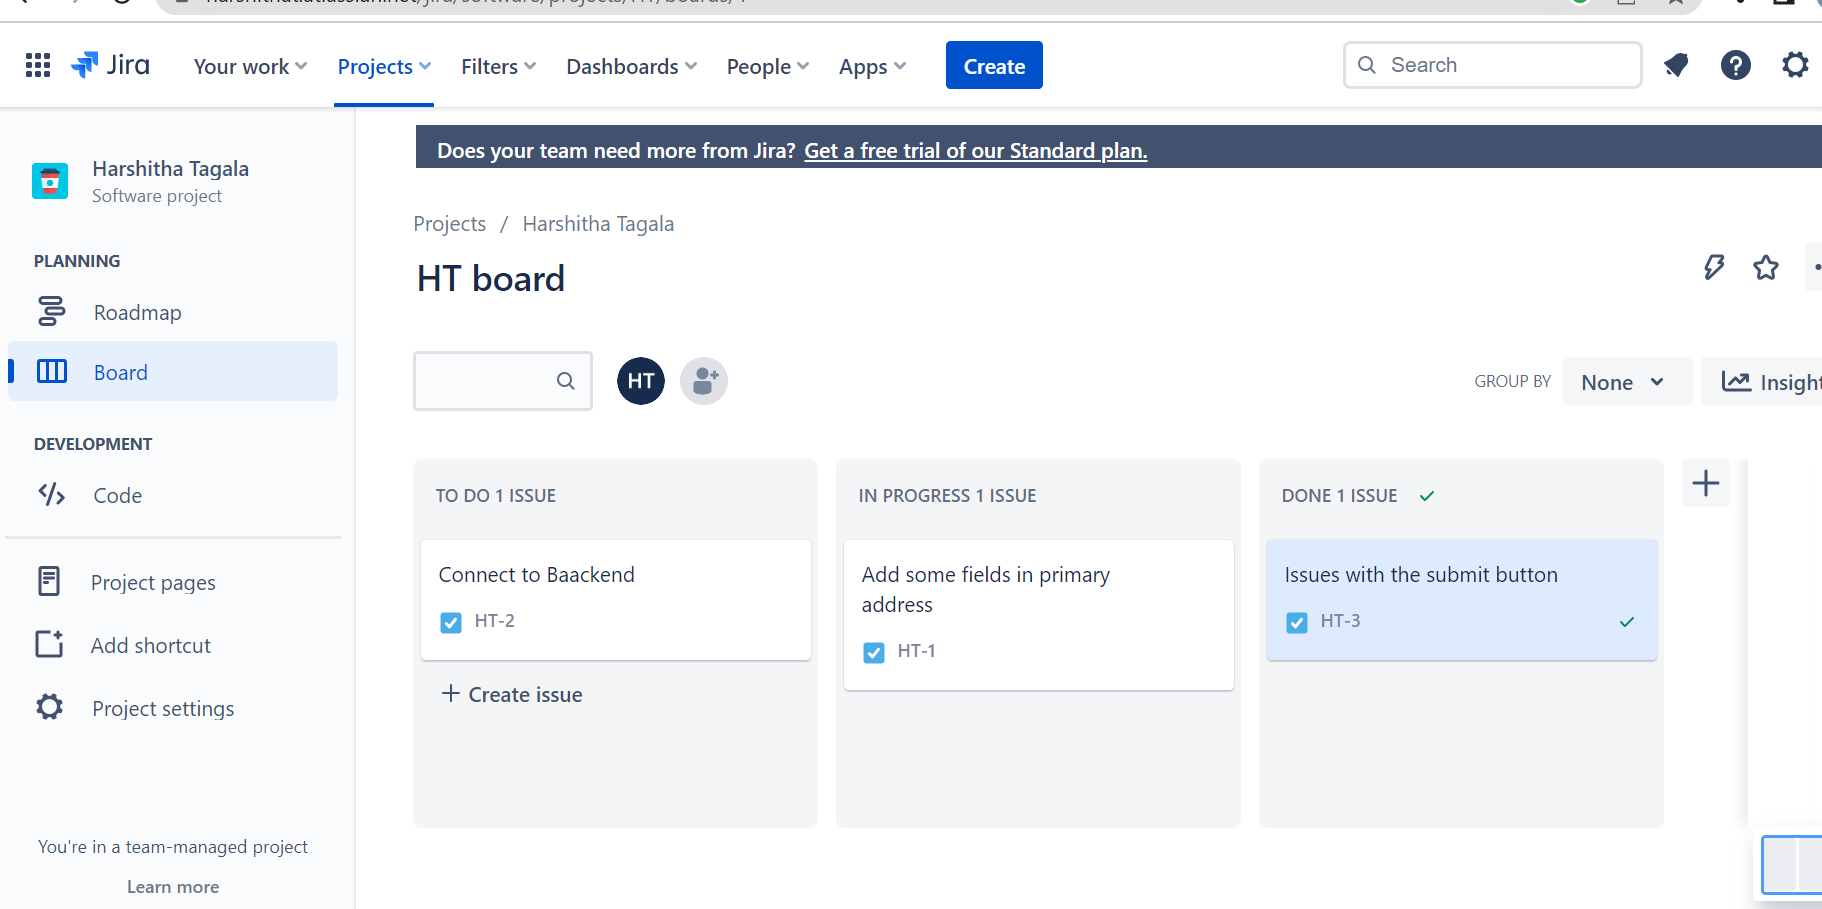 Jira Your work Projects Filters Dashboards People Apps Create Search
Does your team need more from Jira? Get a free trial of our Standard plan.
Harshitha Tagala
Software project
Projects / Harshitha Tagala
HT board
PLANNING
Roadmap
Board
HT
GROUP BY None Insight
DEVELOPMENT
Code
TO DO 1 ISSUE
Connect to Baackend
HT-2
+ Create issue
IN PROGRESS 1 ISSUE
Add some fields in primary
address
HT-1
DONE 1 ISSUE
Issues with the submit button
HT-3
Project pages
Add shortcut
Project settings
You're in a team-managed project
Learn more